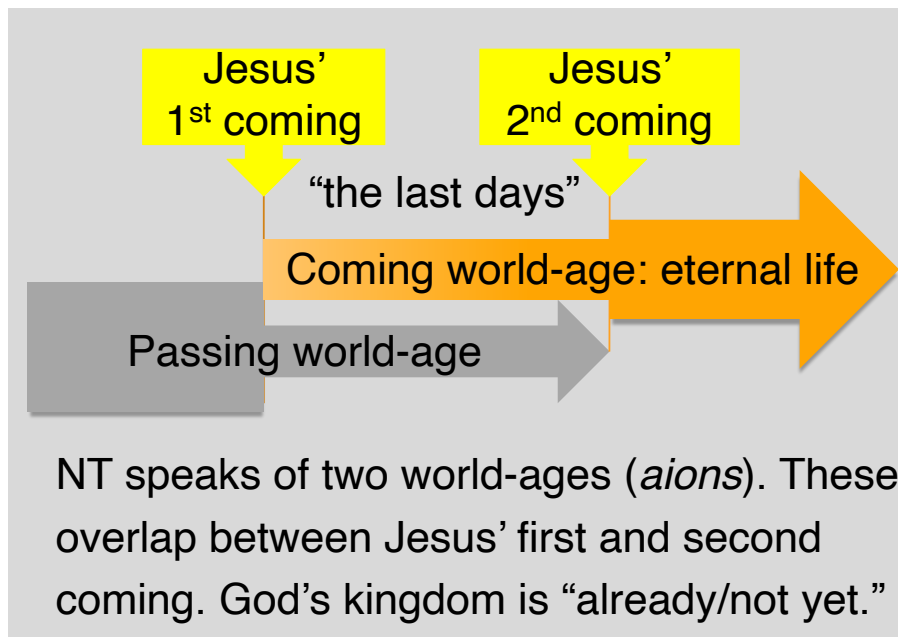 Jesus’
1st coming
Jesus’
2nd coming
“the last days”
Coming world-age: eternal life
Passing world-age
NT speaks of two world-ages (aions). These
overlap between Jesus’ first and second
coming. God’s kingdom is “already/not yet.”